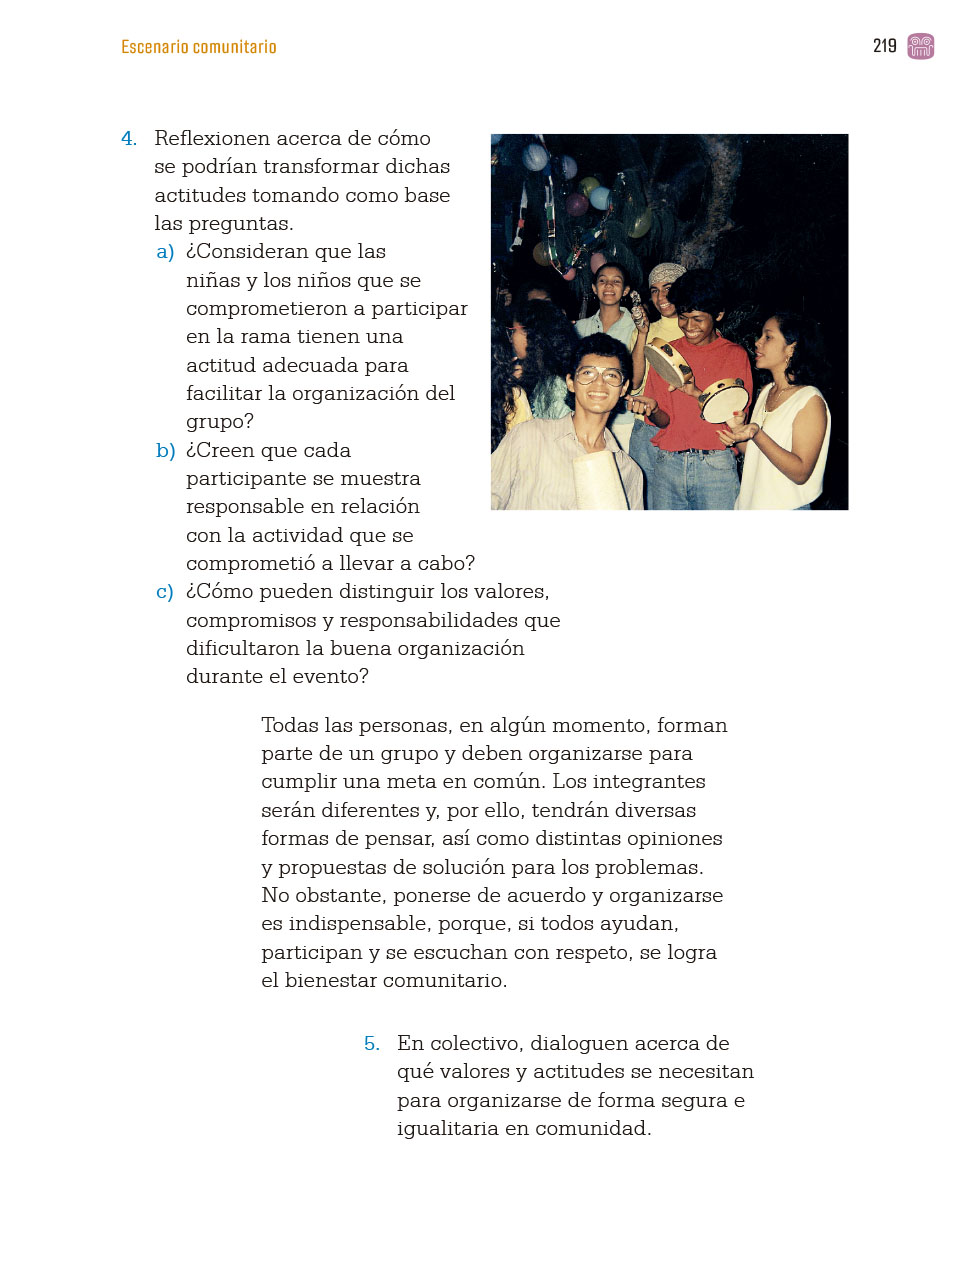 Escenario comunitario
219
4. Reflexionen acerca de cómo
se podrían transformar dichas
actitudes tomando como base
las preguntas.
a) ¿Consideran que las
niñas y los niños que se
comprometieron a participar
en la rama tienen una
actitud adecuada para
facilitar la organización del
grupo?
b) ¿Creen que cada
participante se muestra
responsable en relación
con la actividad que se
comprometió a llevar a cabo?
c) ¿Cómo pueden distinguir los valores,
compromisos y responsabilidades que
dificultaron la buena organización
durante el evento?
Todas las personas, en algún momento, forman
parte de un grupo y deben organizarse para
cumplir una meta en común. Los integrantes
serán diferentes y, por ello, tendrán diversas
formas de pensar, así como distintas opiniones
y propuestas de solución para los problemas.
No obstante, ponerse de acuerdo y organizarse
es indispensable, porque, si todos ayudan,
participan y se escuchan con respeto, se logra
el bienestar comunitario.
5. En colectivo, dialoguen acerca de
qué valores y actitudes se necesitan
para organizarse de forma segura e
igualitaria en comunidad.